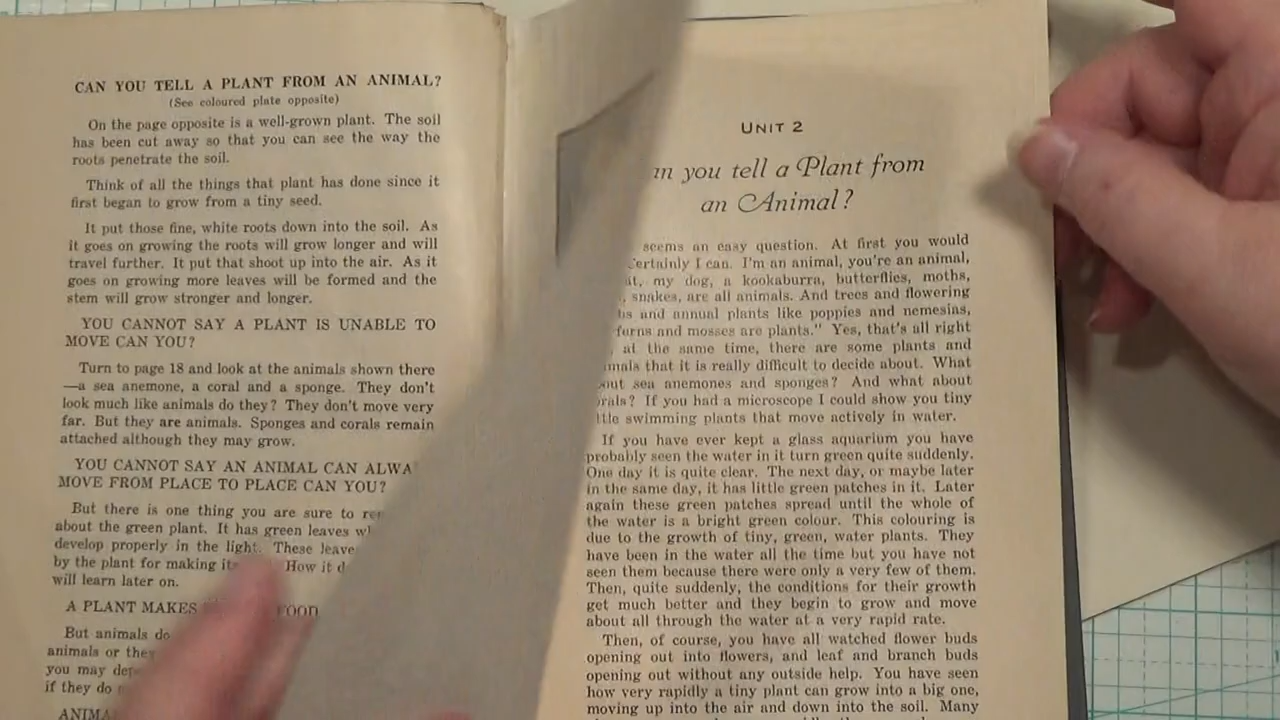 CAN YOU TELL A PLANT FROM AN ANIMAL?
(See coloured plate opposite)
On the page opposite is a well-grown plant. The soil
has been cut away so that you can see the way the
roots penetrate the soil.
Think of all the things that plant has done since it
first began to grow from a tiny seed.
It put those fine, white roots down into the soil. As
it goes on growing the roots will grow longer and will
travel further. It put that shoot up into the air. As it
goes on growing more leaves will be formed and the
stem will grow stronger and longer.
YOU CANNOT SAY A PLANT IS UNABLE TO
MOVE CAN YOU?
Turn to page 18 and look at the animals shown there
—a sea anemone, a coral and a sponge. They don't
look much like animals do they? They don't move very
far. But they are animals. Sponges and corals remain
attached although they may grow.
YOU CANNOT SAY AN ANIMAL CAN
MOVE FROM PLACE TO PLACE CAN YOU?
But there is one thing you are sure to
about the green plant. It has green leaves
develop properly in the light. These
by the plant for making How it
will learn later on.
A PLANT MAKES FOOD
But animals do
animals or they
you may
if they do
UNIT 2
you tell a Plant from
an Animal?
seems an easy question. At first you would
I can. I'm an animal, you're an animal,
my dog, a kookaburra, butterflies, moths,
snakes, are all animals. And trees and flowering
and annual plants like poppies and nemesias,
ferns and mosses are plants." Yes, that's all right
at the same time, there are some plants and
that it is really difficult to decide about. What
sea anemones and sponges? And what about
If you had a microscope I could show you tiny
swimming plants that move actively in water.
If you have ever kept a glass aquarium you have
probably seen the water in it turn green quite suddenly.
One day it is quite clear. The next day, or maybe later
in the same day, it has little green patches in it. Later
again these green patches spread until the whole of
the water is a bright green colour. This colouring is
due to the growth of tiny, green, water plants. They
have been in the water all the time but you have not
seen them because there were only a very few of them.
Then, quite suddenly, the conditions for their growth
get much better and they begin to grow and move
about all through the water at a very rapid rate.
Then, of course, you have all watched flower buds
opening out into flowers, and leaf and branch buds
opening out without any outside help. You have seen
how very rapidly a tiny plant can grow into a big one,
moving up into the air and down into the soil. Many